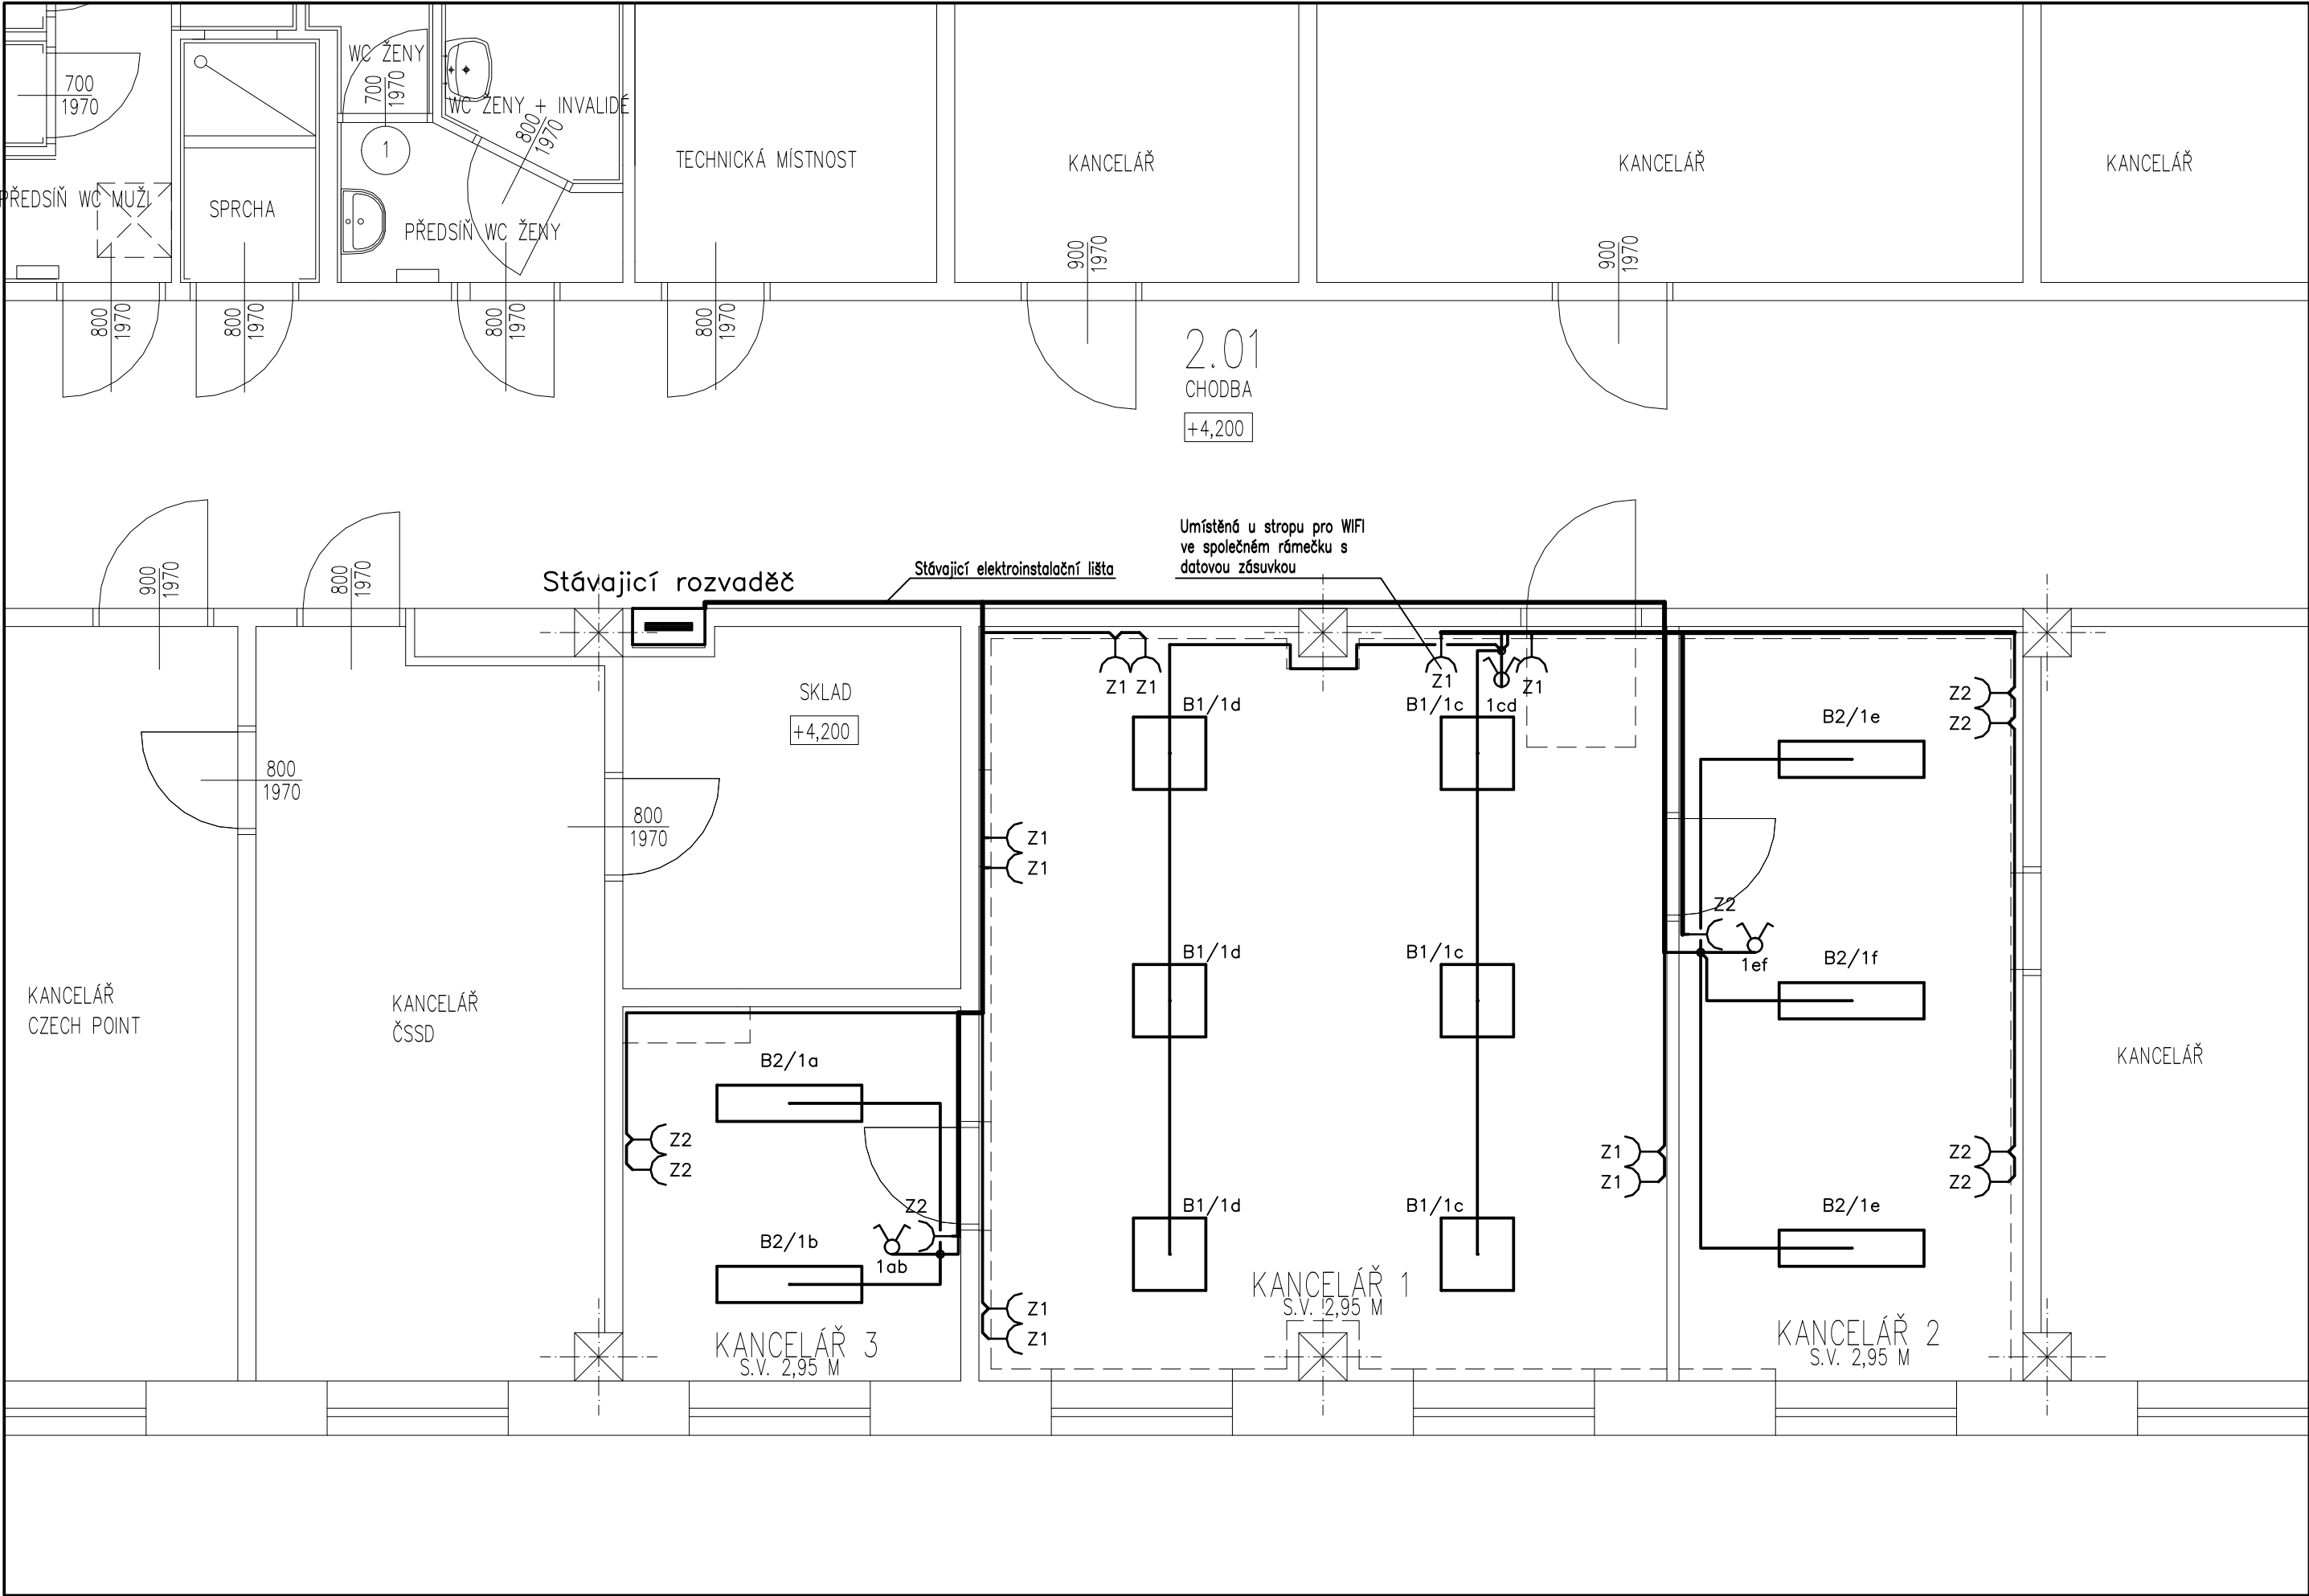 WC ŽENY
700
1970
700
1970
WC ŽENY + INVALIDÉ
800
1970
1
TECHNICKÁ MÍSTNOST
KANCELÁŘ
KANCELÁŘ
KANCELÁŘ
PŘEDSÍŇ WC MUŽI
SPRCHA
PŘEDSÍŇ WC ŽENY
900
1970
900
1970
800
1970
800
1970
800
1970
800
1970
2.01
CHODBA
+4,200
Umístěná u stropu pro WIFI
ve společném rámečku s
datovou zásuvkou
Stávajicí elektroinstalační lišta
Stávajicí rozvaděč
900
1970
800
1970
SKLAD
+4,200
Z1 Z1
Z1
Z1
B1/1d
B1/1c
1cd
Z2
Z2
B2/1e
800
1970
800
1970
Z1
Z1
Z2
1ef
B1/1d
B1/1c
B2/1f
KANCELÁŘ
CZECH POINT
KANCELÁŘ
ČSSD
KANCELÁŘ
B2/1a
Z2
Z2
Z1
Z1
Z2
Z2
Z2
B1/1d
B1/1c
B2/1e
B2/1b
1ab
Z1
Z1
KANCELÁŘ 1
S.V. 2,95 M
KANCELÁŘ 3
S.V. 2,95 M
KANCELÁŘ 2
S.V. 2,95 M